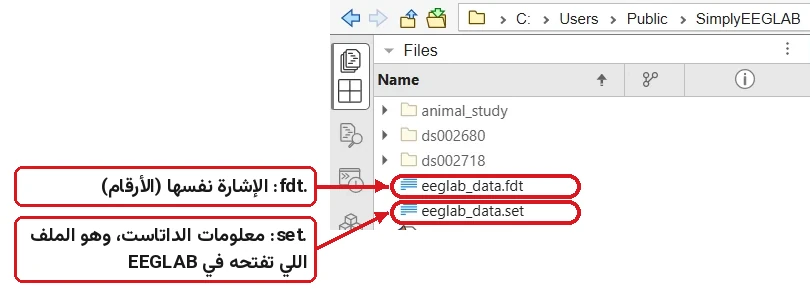 C: > Users > Public > SimplyEEGLAB
Files
Name
animal_study
ds002680
ds002718
eeglab_data.fdt
eeglab_data.set
.fdt: الإشارة نفسها (الأرقام)
.set: معلومات الداتاست، وهو الملف
اللي تفتحه في EEGLAB